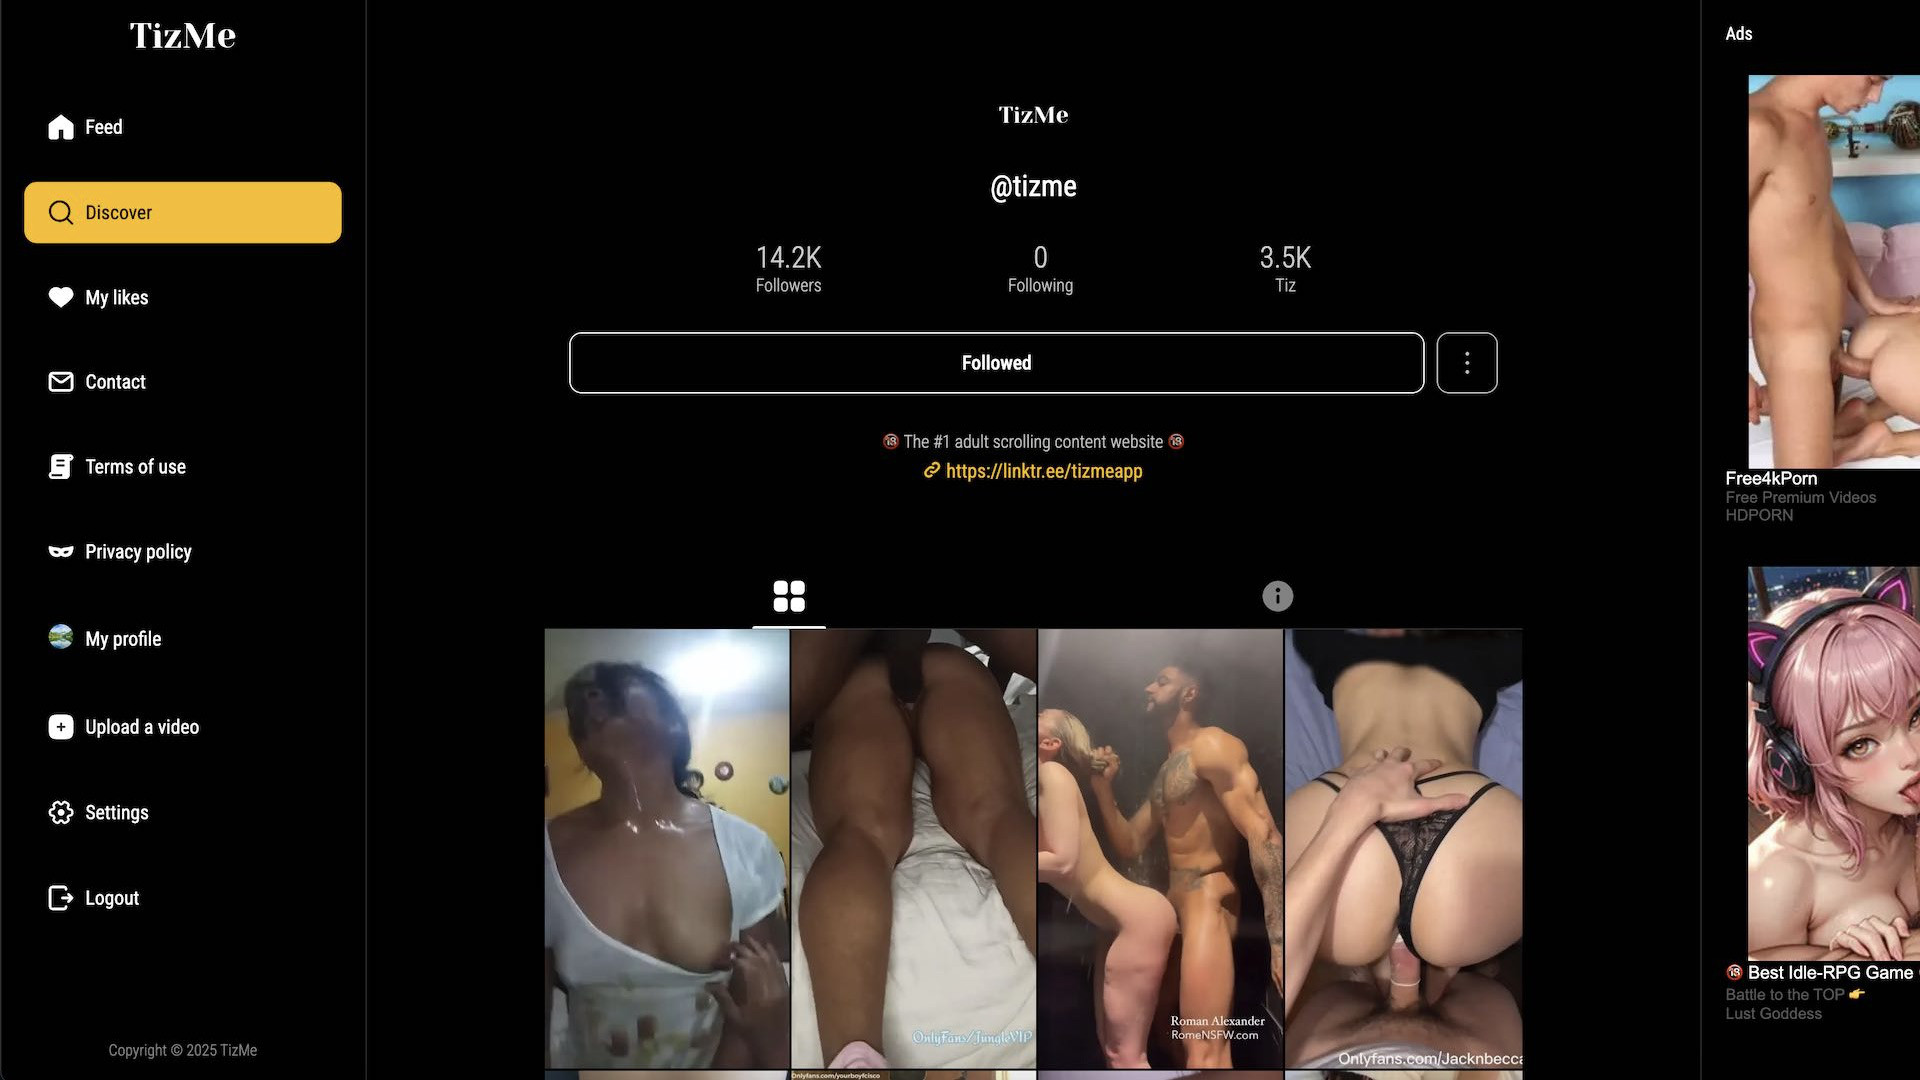 TizMe
Feed
Discover
My likes
Contact
Terms of use
Privacy policy
My profile
Upload a video
Settings
Logout
Copyright © 2025 TizMe
TizMe
@tizme
14.2K
Followers
0
Following
3.5K
Tiz
Followed
🔞 The #1 adult scrolling content website 🔞
https://linktr.ee/tizmeapp
OnlyFans/JungleVIP
Roman Alexander
RomeNSFW.com
Onlyfans.com/Jacknbecca
Onlyfans.com/yourboyfcisco
Ads
Free4kPorn
Free Premium Videos
HDPORN
🔞 Best Idle-RPG Game
Battle to the TOP 👉
Lust Goddess